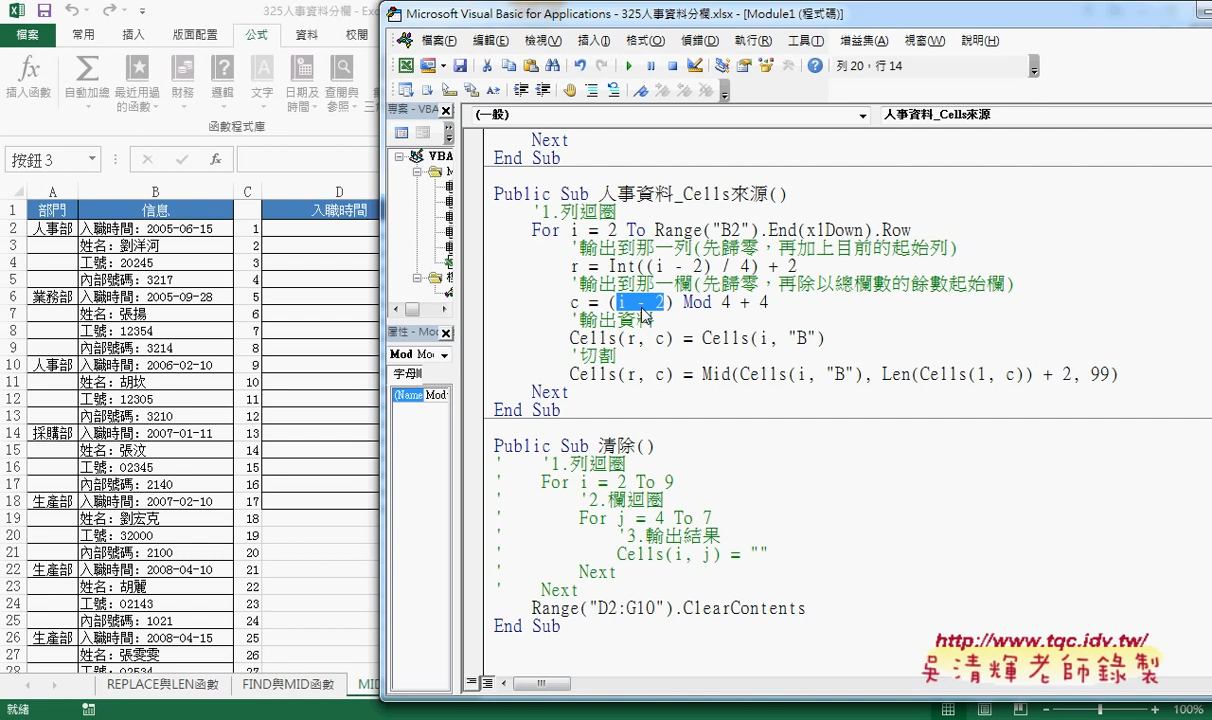 325人事資料分欄 - Exc
檔案 常用 插入 版面配置 公式 資料 校閱
插入函數 自動加總 最近用過的函數 財務 邏輯 文字 日期及時間 查閱與參照
函數程式庫
按鈕 3
A B C D
1 部門 信息 入職時間
2 人事部 入職時間：2005-06-15 1
3 姓名：劉洋河 2
4 工號：20245 3
5 內部號碼：3217 4
6 業務部 入職時間：2005-09-28 5
7 姓名：張揚 6
8 工號：12354 7
9 內部號碼：3214 8
10 人事部 入職時間：2006-02-10 9
11 姓名：胡坎 10
12 工號：12305 11
13 內部號碼：3210 12
14 採購部 入職時間：2007-01-11 13
15 姓名：張汶 14
16 工號：02345 15
17 內部號碼：2140 16
18 生產部 入職時間：2007-02-10 17
19 姓名：劉宏克 18
20 工號：32000 19
21 內部號碼：2100 20
22 生產部 入職時間：2008-04-10 21
23 姓名：胡麗 22
24 工號：02143 23
25 內部號碼：1021 24
26 生產部 入職時間：2008-04-15 25
27 姓名：張雯雯 26
28 工號：02534 27
REPLACE與LEN函數 FIND與MID函數 MID
就緒
100%
Microsoft Visual Basic for Applications - 325人事資料分欄.xlsx - [Module1 (程式碼)]
檔案(F) 編輯(E) 檢視(V) 插入(I) 格式(O) 偵錯(D) 執行(R) 工具(T) 增益集(A) 視窗(W) 說明(H)
列 20，行 14
專案 - VBA
VBA
屬性 - Mod
Mod Mo
字母
(Name Mod
(一般) 人事資料_Cells來源
Next
End Sub
Public Sub 人事資料_Cells來源()
'1.列迴圈
For i = 2 To Range("B2").End(xlDown).Row
'輸出到那一列(先歸零，再加上目前的起始列)
r = Int((i - 2) / 4) + 2
'輸出到那一欄(先歸零，再除以總欄數的餘數起始欄)
c = (i - 2) Mod 4 + 4
'輸出資料
Cells(r, c) = Cells(i, "B")
'切割
Cells(r, c) = Mid(Cells(i, "B"), Len(Cells(1, c)) + 2, 99)
Next
End Sub
Public Sub 清除()
' '1.列迴圈
' For i = 2 To 9
' '2.欄迴圈
' For j = 4 To 7
' '3.輸出結果
' Cells(i, j) = ""
' Next
' Next
Range("D2:G10").ClearContents
End Sub
http://www.tqc.idv.tw/
吳清輝老師錄製